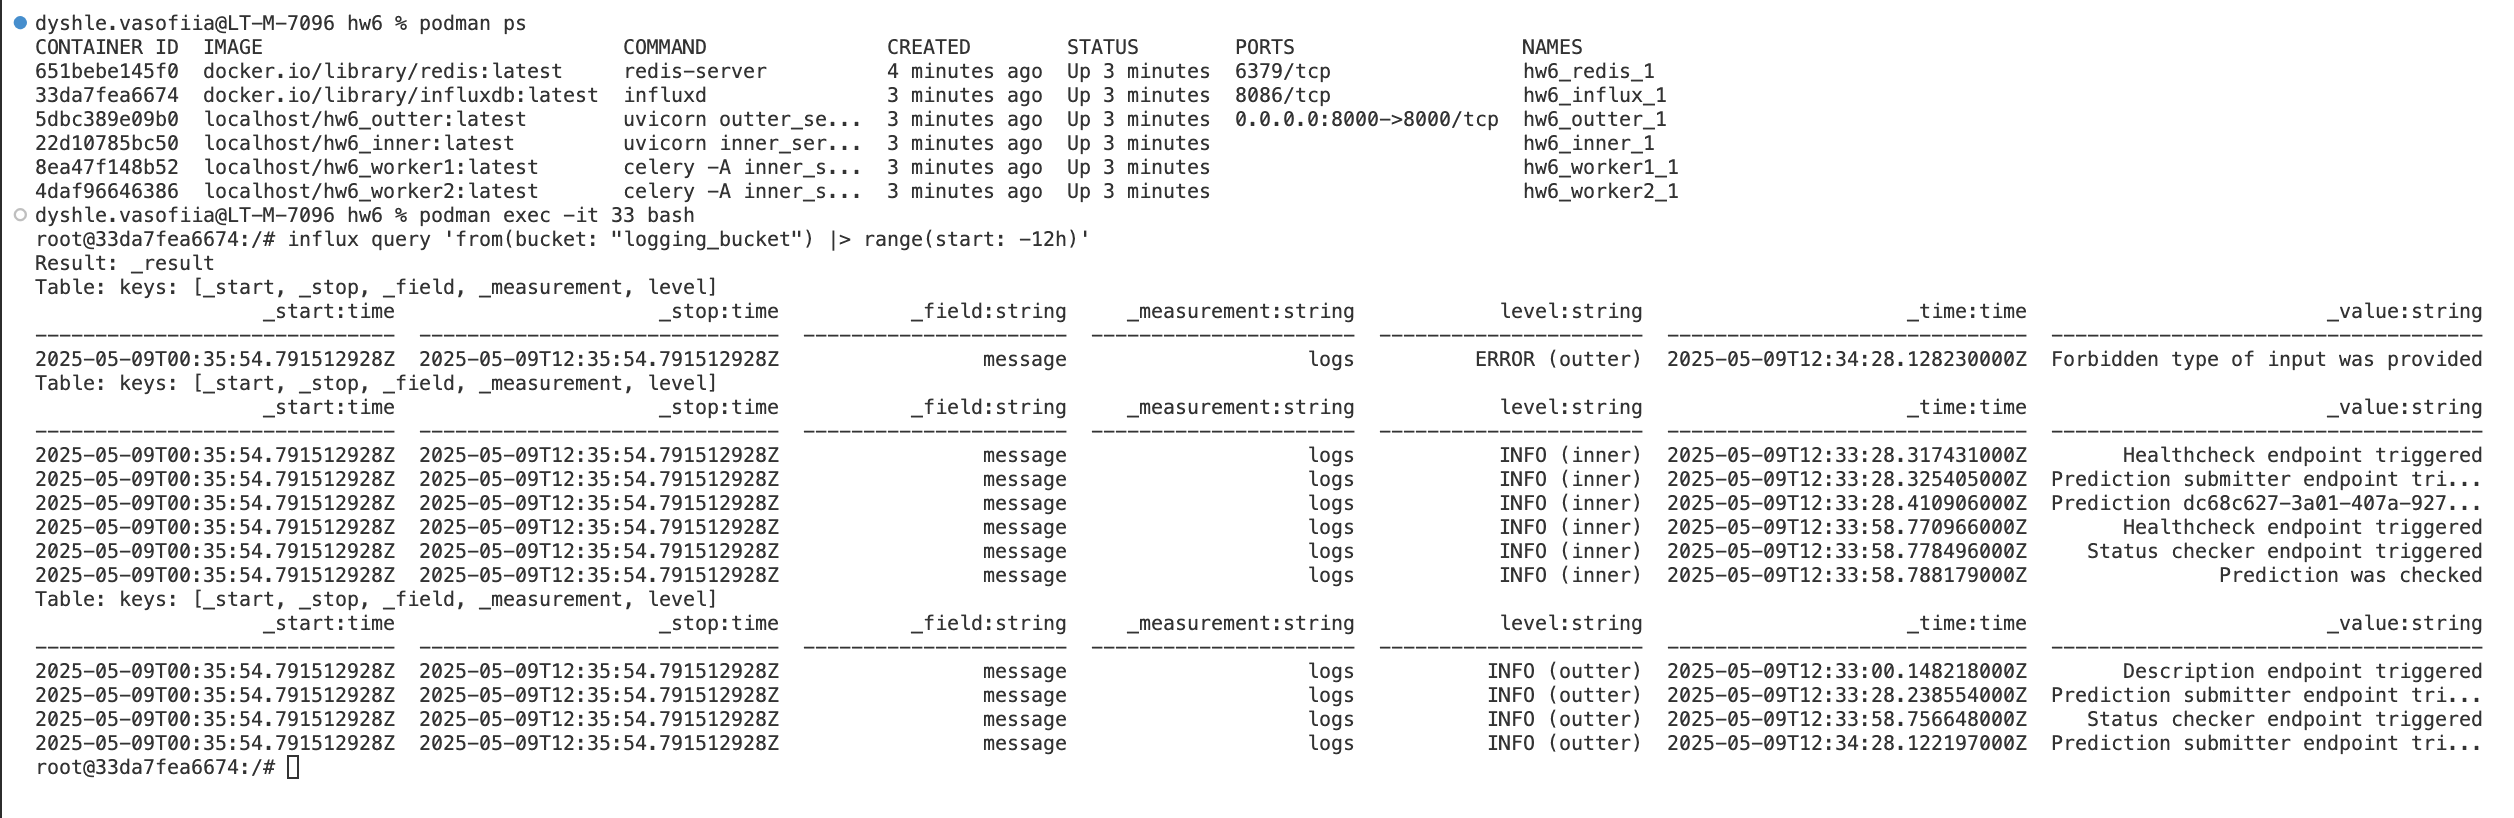 dyshle.vasofiia@LT-M-7096 hw6 % podman ps
CONTAINER ID  IMAGE                              COMMAND               CREATED        STATUS        PORTS                   NAMES
651bebe145f0  docker.io/library/redis:latest     redis-server          4 minutes ago  Up 3 minutes  6379/tcp                hw6_redis_1
33da7fea6674  docker.io/library/influxdb:latest  influxd               3 minutes ago  Up 3 minutes  8086/tcp                hw6_influx_1
5dbc389e09b0  localhost/hw6_outter:latest        uvicorn outter_se...  3 minutes ago  Up 3 minutes  0.0.0.0:8000->8000/tcp  hw6_outter_1
22d10785bc50  localhost/hw6_inner:latest         uvicorn inner_ser...  3 minutes ago  Up 3 minutes                          hw6_inner_1
8ea47f148b52  localhost/hw6_worker1:latest       celery -A inner_s...  3 minutes ago  Up 3 minutes                          hw6_worker1_1
4daf96646386  localhost/hw6_worker2:latest       celery -A inner_s...  3 minutes ago  Up 3 minutes                          hw6_worker2_1
dyshle.vasofiia@LT-M-7096 hw6 % podman exec -it 33 bash
root@33da7fea6674:/# influx query 'from(bucket: "logging_bucket") |> range(start: -12h)'
Result: _result
Table: keys: [_start, _stop, _field, _measurement, level]
_start:time  _stop:time  _field:string  _measurement:string  level:string  _time:time  _value:string
------------------------------  ------------------------------  ----------------------  ----------------------  ----------------------  ------------------------------  ------------------------------------
2025-05-09T00:35:54.791512928Z  2025-05-09T12:35:54.791512928Z  message  logs  ERROR (outter)  2025-05-09T12:34:28.128230000Z  Forbidden type of input was provided
Table: keys: [_start, _stop, _field, _measurement, level]
_start:time  _stop:time  _field:string  _measurement:string  level:string  _time:time  _value:string
------------------------------  ------------------------------  ----------------------  ----------------------  ----------------------  ------------------------------  ------------------------------------
2025-05-09T00:35:54.791512928Z  2025-05-09T12:35:54.791512928Z  message  logs  INFO (inner)  2025-05-09T12:33:28.317431000Z  Healthcheck endpoint triggered
2025-05-09T00:35:54.791512928Z  2025-05-09T12:35:54.791512928Z  message  logs  INFO (inner)  2025-05-09T12:33:28.325405000Z  Prediction submitter endpoint tri...
2025-05-09T00:35:54.791512928Z  2025-05-09T12:35:54.791512928Z  message  logs  INFO (inner)  2025-05-09T12:33:28.410906000Z  Prediction dc68c627-3a01-407a-927...
2025-05-09T00:35:54.791512928Z  2025-05-09T12:35:54.791512928Z  message  logs  INFO (inner)  2025-05-09T12:33:58.770966000Z  Healthcheck endpoint triggered
2025-05-09T00:35:54.791512928Z  2025-05-09T12:35:54.791512928Z  message  logs  INFO (inner)  2025-05-09T12:33:58.778496000Z  Status checker endpoint triggered
2025-05-09T00:35:54.791512928Z  2025-05-09T12:35:54.791512928Z  message  logs  INFO (inner)  2025-05-09T12:33:58.788179000Z  Prediction was checked
Table: keys: [_start, _stop, _field, _measurement, level]
_start:time  _stop:time  _field:string  _measurement:string  level:string  _time:time  _value:string
------------------------------  ------------------------------  ----------------------  ----------------------  ----------------------  ------------------------------  ------------------------------------
2025-05-09T00:35:54.791512928Z  2025-05-09T12:35:54.791512928Z  message  logs  INFO (outter)  2025-05-09T12:33:00.148218000Z  Description endpoint triggered
2025-05-09T00:35:54.791512928Z  2025-05-09T12:35:54.791512928Z  message  logs  INFO (outter)  2025-05-09T12:33:28.238554000Z  Prediction submitter endpoint tri...
2025-05-09T00:35:54.791512928Z  2025-05-09T12:35:54.791512928Z  message  logs  INFO (outter)  2025-05-09T12:33:58.756648000Z  Status checker endpoint triggered
2025-05-09T00:35:54.791512928Z  2025-05-09T12:35:54.791512928Z  message  logs  INFO (outter)  2025-05-09T12:34:28.122197000Z  Prediction submitter endpoint tri...
root@33da7fea6674:/#